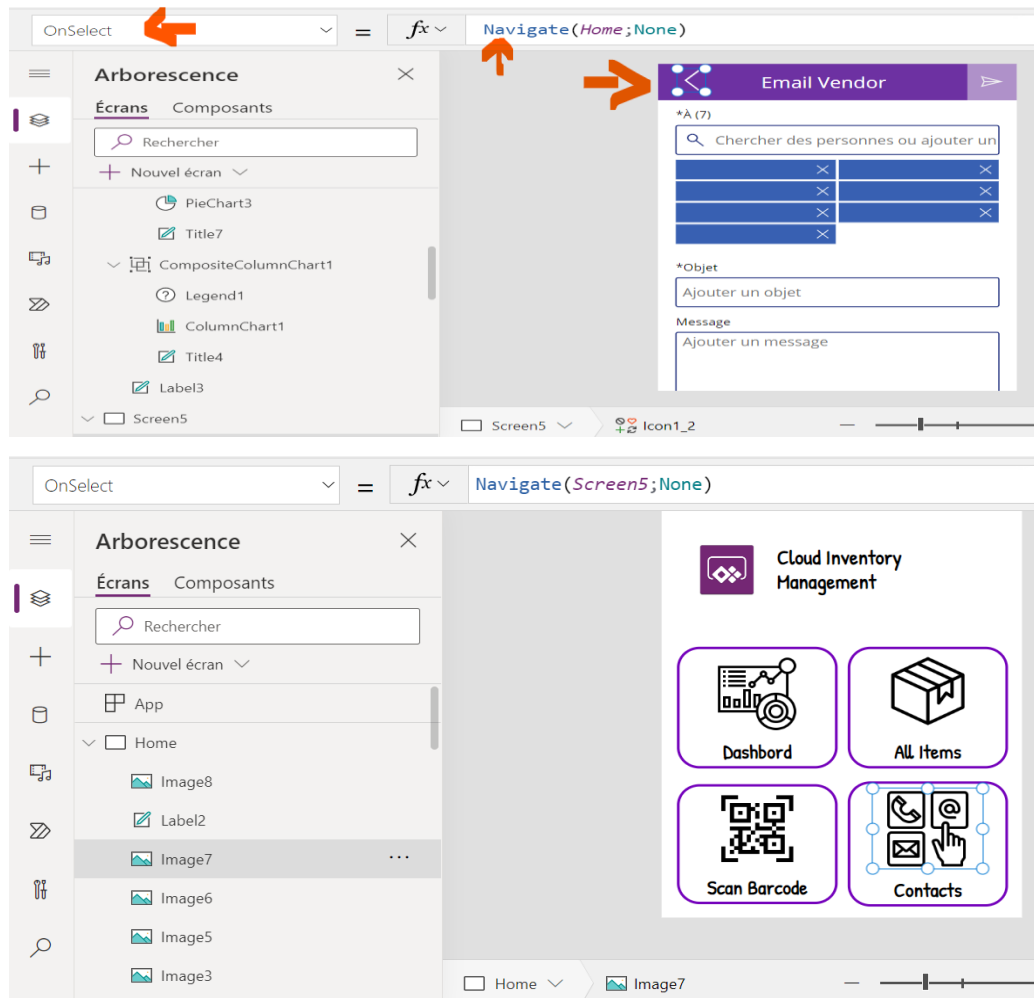 OnSelect = fx Navigate(Home;None)
Arborescence
Écrans Composants
Rechercher
Nouvel écran
PieChart3
Title7
CompositeColumnChart1
Legend1
ColumnChart1
Title4
Label3
Screen5
Email Vendor
*À (7)
Chercher des personnes ou ajouter un
*Objet
Ajouter un objet
Message
Ajouter un message
Screen5 Icon1_2
OnSelect = fx Navigate(Screen5;None)
Arborescence
Écrans Composants
Rechercher
Nouvel écran
App
Home
Image8
Label2
Image7 ...
Image6
Image5
Image3
Cloud Inventory
Management
Dashbord
All Items
Scan Barcode
Contacts
Home Image7